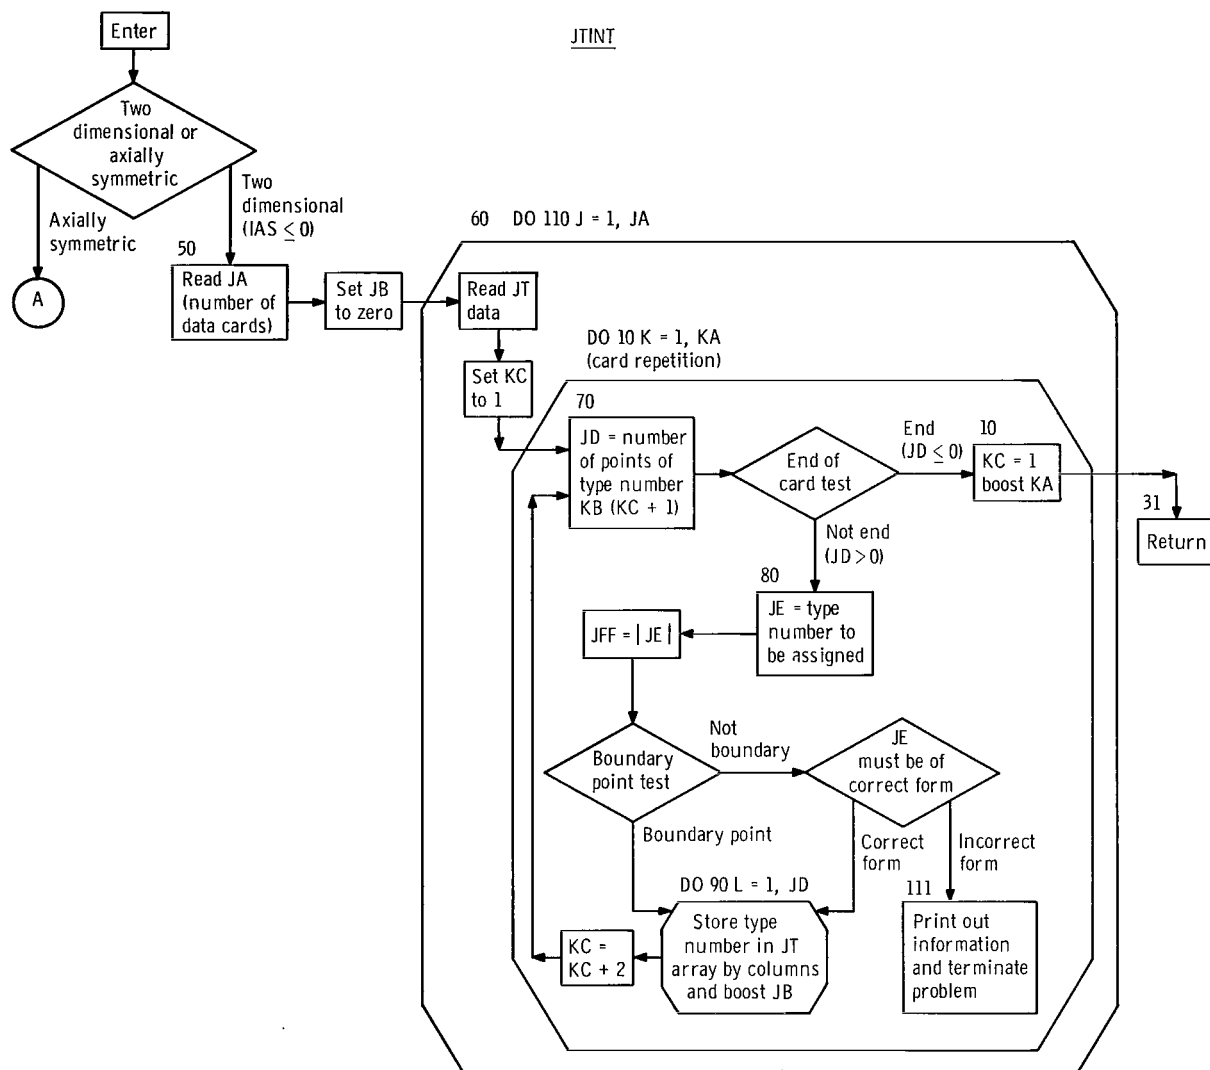 JTINT
Enter
Two
dimensional or
axially
symmetric
Axially
symmetric
A
Two
dimensional
(IAS ≤ 0)
50
Read JA
(number of
data cards)
Set JB
to zero
60 DO 110 J = 1, JA
Read JT
data
Set KC
to 1
DO 10 K = 1, KA
(card repetition)
70
JD = number
of points of
type number
KB (KC + 1)
End of
card test
End
(JD ≤ 0)
10
KC = 1
boost KA
31
Return
Not end
(JD > 0)
80
JE = type
number to
be assigned
JFF = | JE |
Boundary
point test
Not
boundary
JE
must be of
correct form
Boundary point
Correct
form
Incorrect
form
DO 90 L = 1, JD
Store type
number in JT
array by columns
and boost JB
KC =
KC + 2
111
Print out
information
and terminate
problem